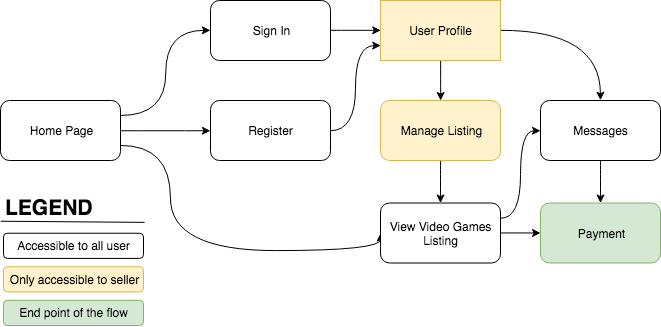 Sign In
User Profile
Home Page
Register
Manage Listing
Messages
View Video Games
Listing
Payment
LEGEND
Accessible to all user
Only accessible to seller
End point of the flow